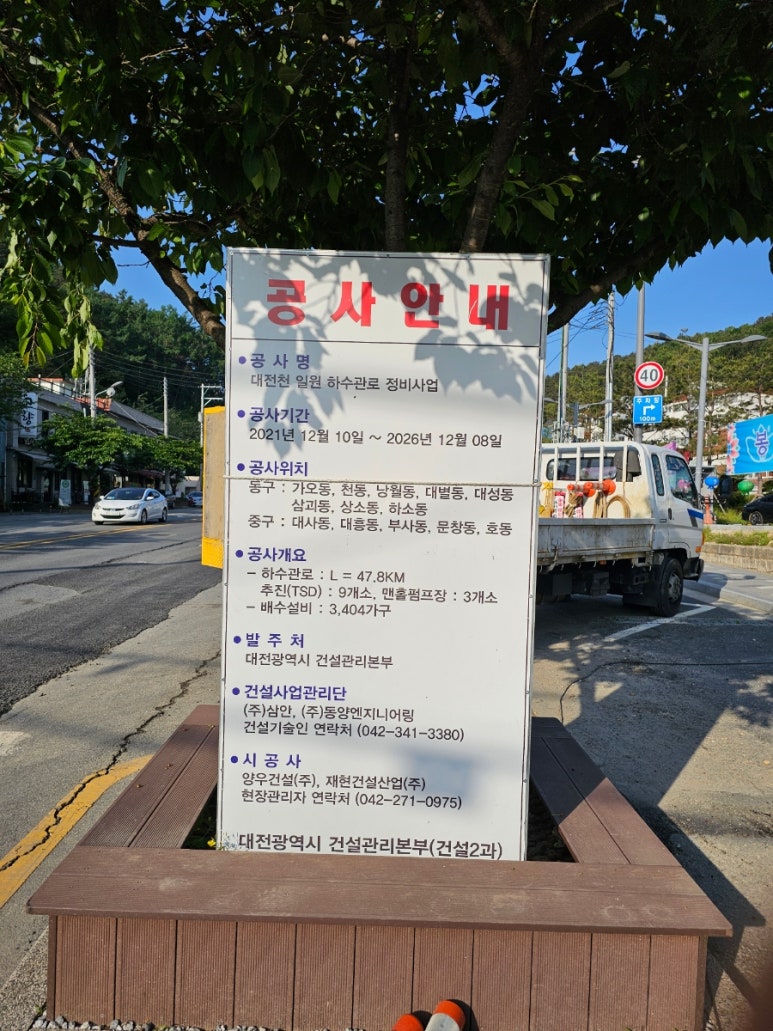 공사안내
● 공 사 명
대전천 일원 하수관로 정비사업
● 공사기간
2021년 12월 10일 ~ 2026년 12월 08일
● 공사위치
동구 : 가오동, 천동, 낭월동, 대별동, 대성동
삼괴동, 상소동, 하소동
중구 : 대사동, 대흥동, 부사동, 문창동, 호동
● 공사개요
- 하수관로 : L = 47.8KM
추진(TSD) : 9개소, 맨홀펌프장 : 3개소
- 배수설비 : 3,404가구
● 발 주 처
대전광역시 건설관리본부
● 건설사업관리단
(주)삼안, (주)동양엔지니어링
건설기술인 연락처 (042-341-3380)
● 시 공 사
양우건설(주), 재현건설산업(주)
현장관리자 연락처 (042-271-0975)
대전광역시 건설관리본부(건설2과)
40
주차장
100m
봉